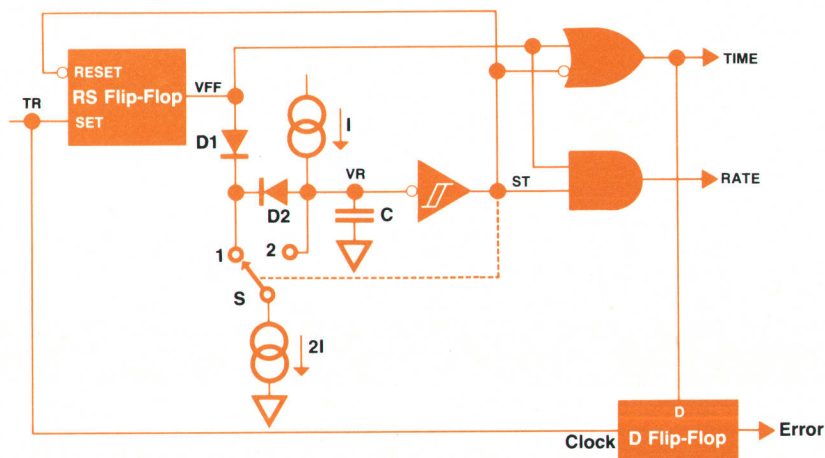 RESET
RS Flip-Flop
SET
TR
VFF
TIME
D1
I
RATE
VR
ST
D2
C
1
2
S
2I
D
D Flip-Flop
Clock
Error